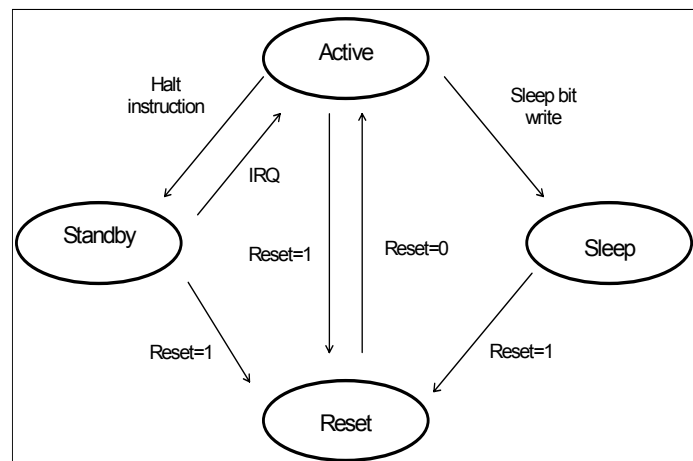 Active
Halt
instruction
Sleep bit
write
IRQ
Standby
Sleep
Reset=1
Reset=0
Reset=1
Reset=1
Reset